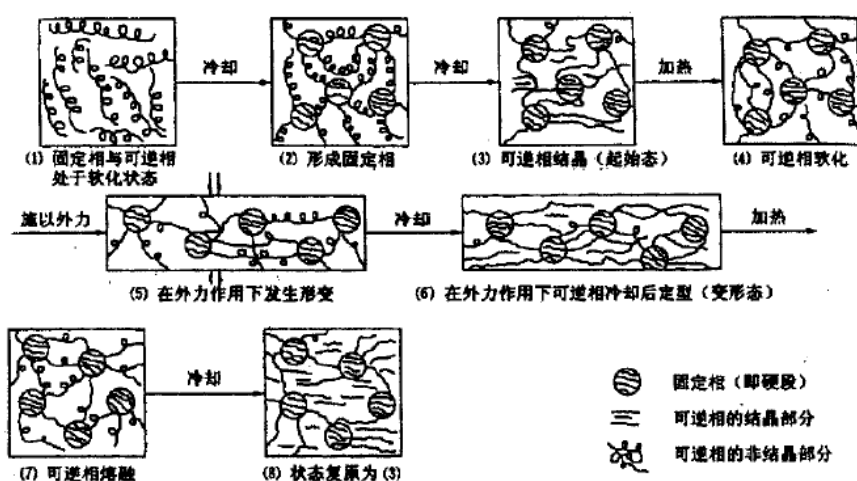 冷却
冷却
加热
(1) 固定相与可逆相
处于软化状态
(2) 形成固定相
(3) 可逆相结晶（起始态）
(4) 可逆相软化
施以外力
冷却
加热
(5) 在外力作用下发生形变
(6) 在外力作用下可逆相冷却后定型（变形态）
冷却
固定相（即硬段）
可逆相的结晶部分
可逆相的非结晶部分
(7) 可逆相熔融
(8) 状态复原为 (3)